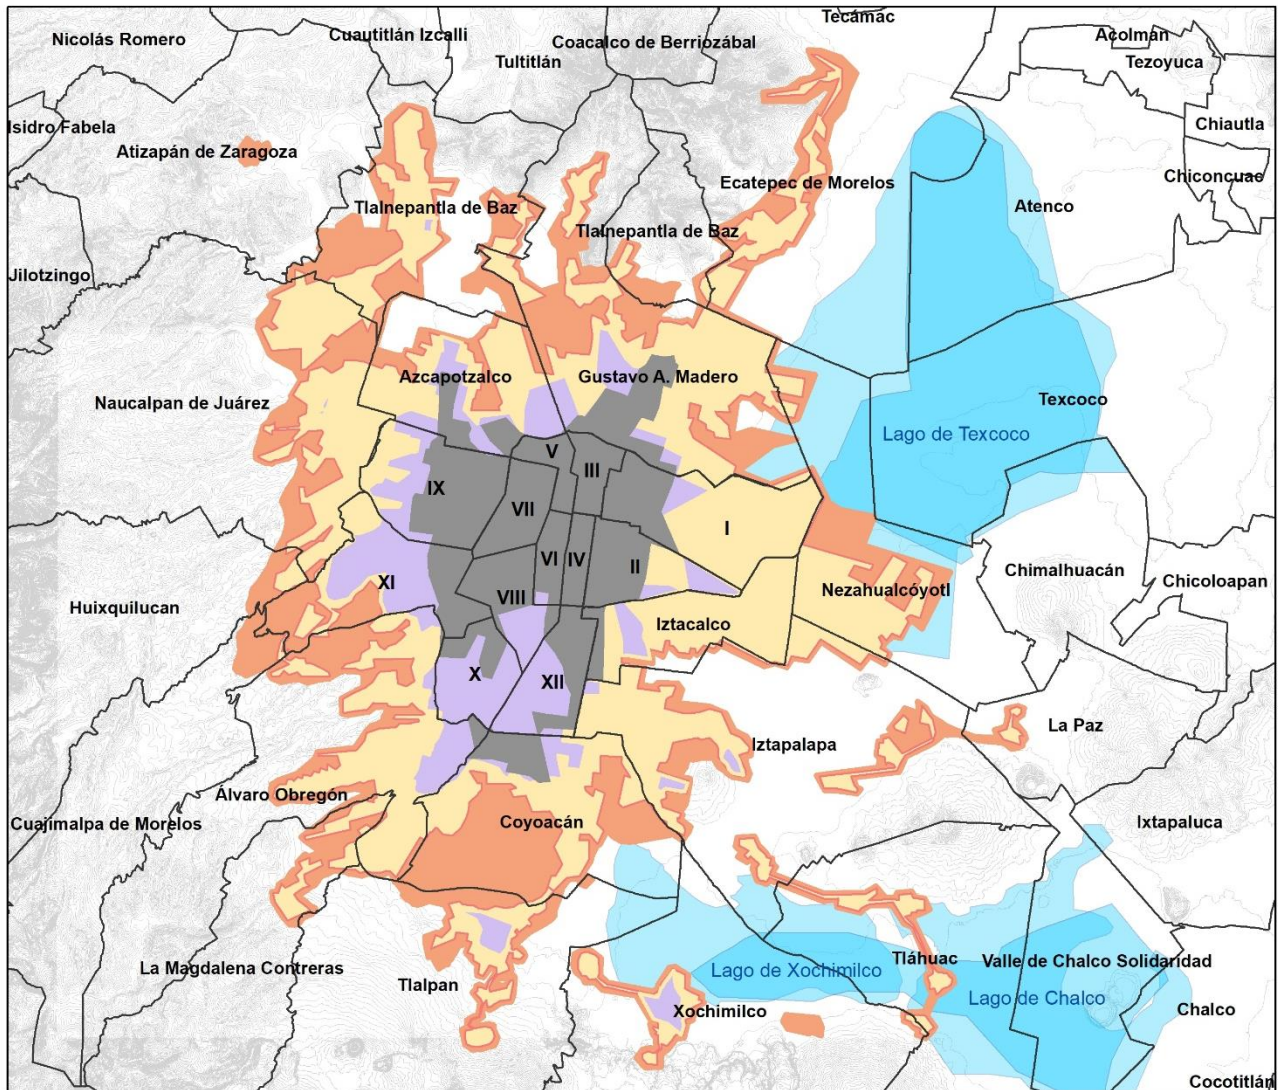 Tecámac
Nicolás Romero
Cuautitlán Izcalli
Coacalco de Berriozábal
Acolmán
Tultitlán
Tezoyuca
Isidro Fabela
Chiautla
Atizapán de Zaragoza
Chiconcuac
Ecatepec de Morelos
Tlalnepantla de Baz
Atenco
Tlalnepantla de Baz
Jilotzingo
Azcapotzalco
Gustavo A. Madero
Naucalpan de Juárez
Texcoco
Lago de Texcoco
V
III
IX
VII
I
VI
IV
II
Chimalhuacán
XI
Chicoloapan
Nezahualcóyotl
VIII
Huixquilucan
Iztacalco
X
XII
La Paz
Iztapalapa
Álvaro Obregón
Cuajimalpa de Morelos
Coyoacán
Ixtapaluca
Tláhuac
Valle de Chalco Solidaridad
La Magdalena Contreras
Lago de Xochimilco
Tlalpan
Lago de Chalco
Xochimilco
Chalco
Cocotitlán